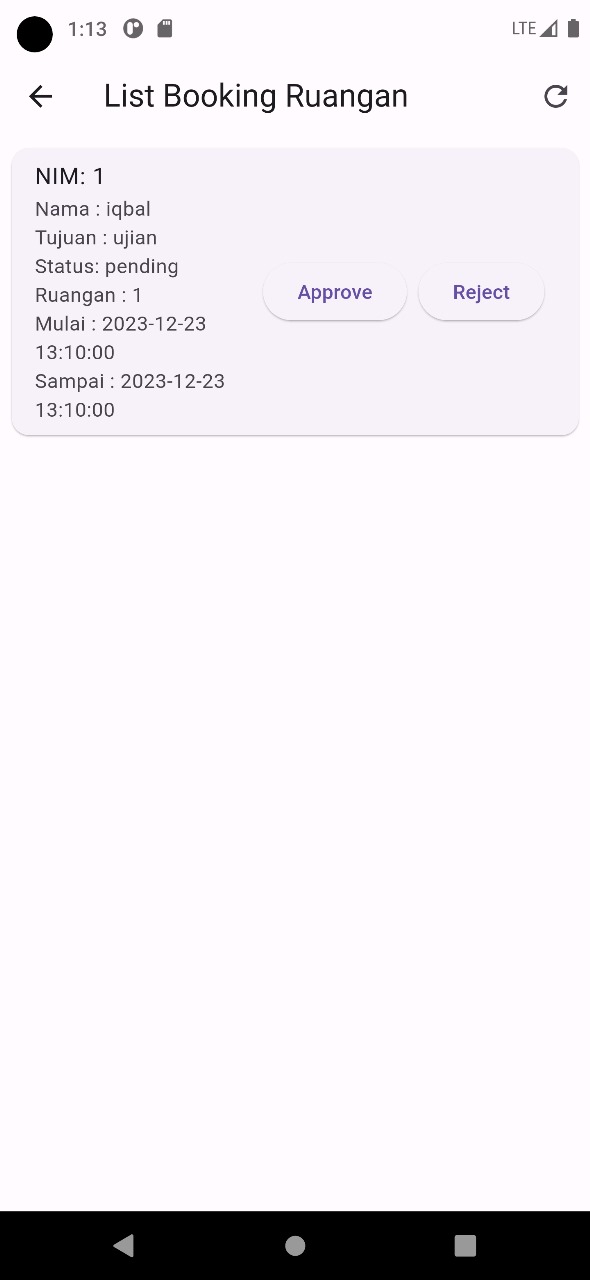 1:13
LTE
List Booking Ruangan
NIM: 1
Nama : iqbal
Tujuan : ujian
Status: pending
Ruangan : 1
Mulai : 2023-12-23
13:10:00
Sampai : 2023-12-23
13:10:00
Approve
Reject